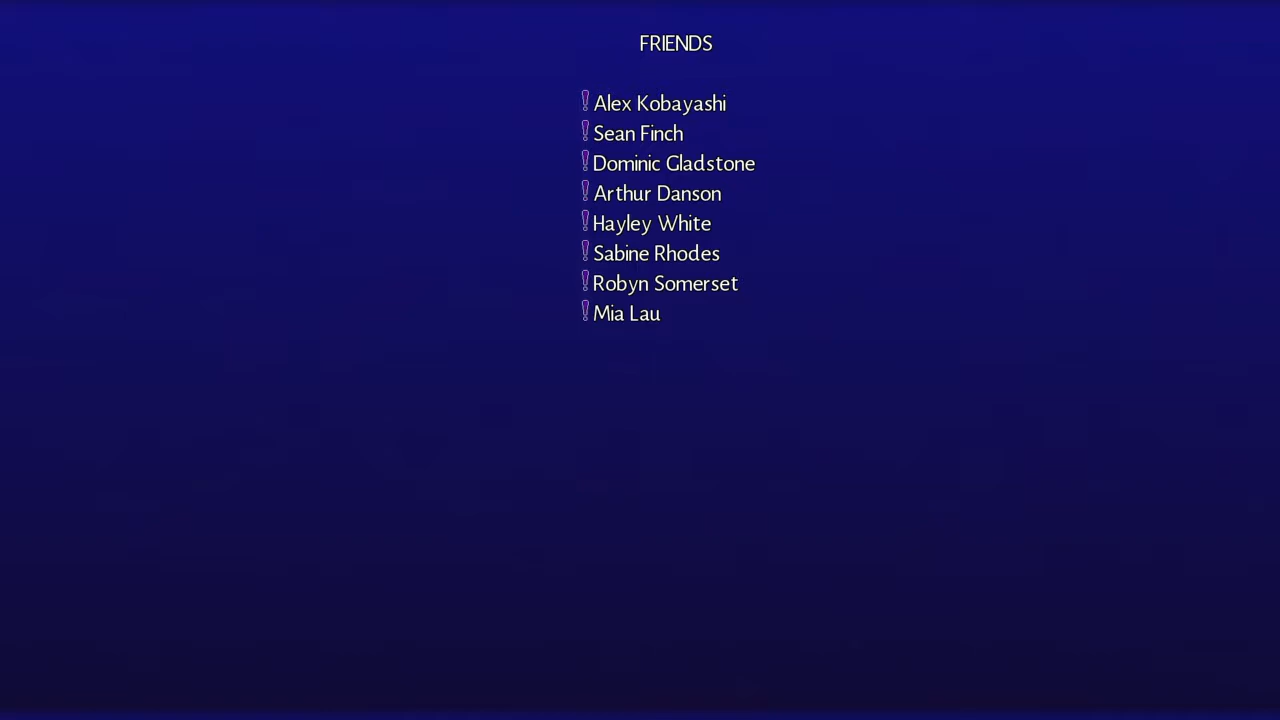 FRIENDS
Alex Kobayashi
Sean Finch
Dominic Gladstone
Arthur Danson
Hayley White
Sabine Rhodes
Robyn Somerset
Mia Lau